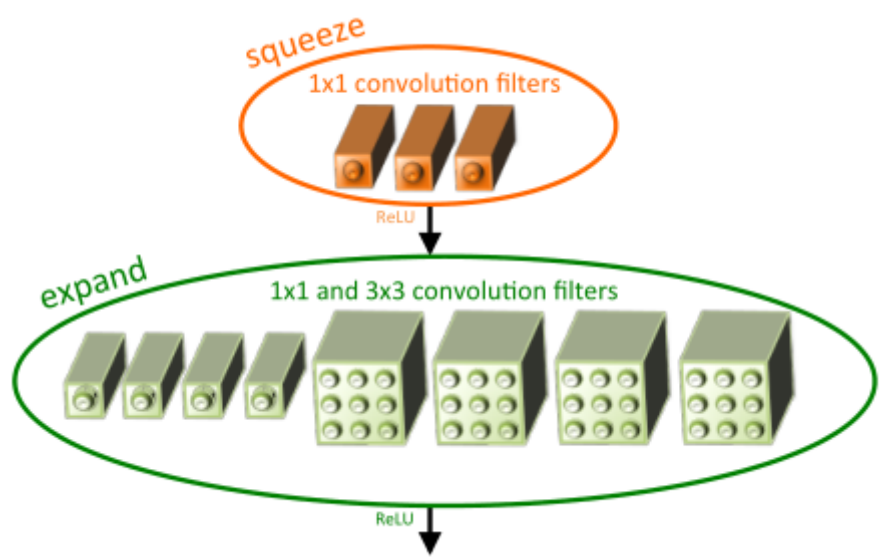 squeeze
1x1 convolution filters
ReLU
expand
1x1 and 3x3 convolution filters
ReLU